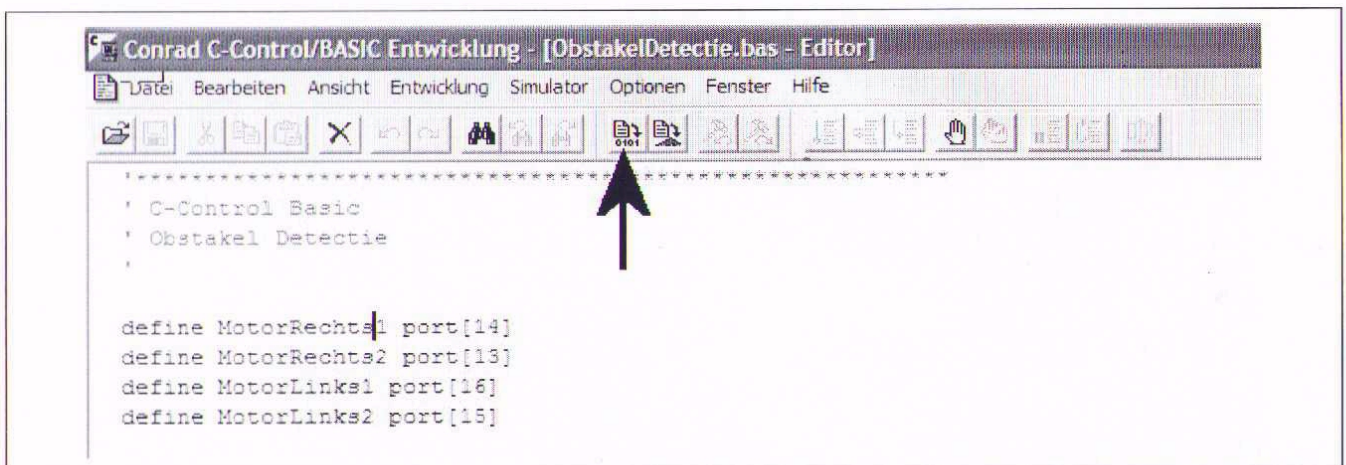 Conrad C-Control/BASIC Entwicklung - [ObstakelDetectie.bas - Editor]
Datei Bearbeiten Ansicht Entwicklung Simulator Optionen Fenster Hilfe
0101
'************************************************************
' C-Control Basic
' Obstakel Detectie
'
define MotorRechts1 port[14]
define MotorRechts2 port[13]
define MotorLinks1 port[16]
define MotorLinks2 port[15]